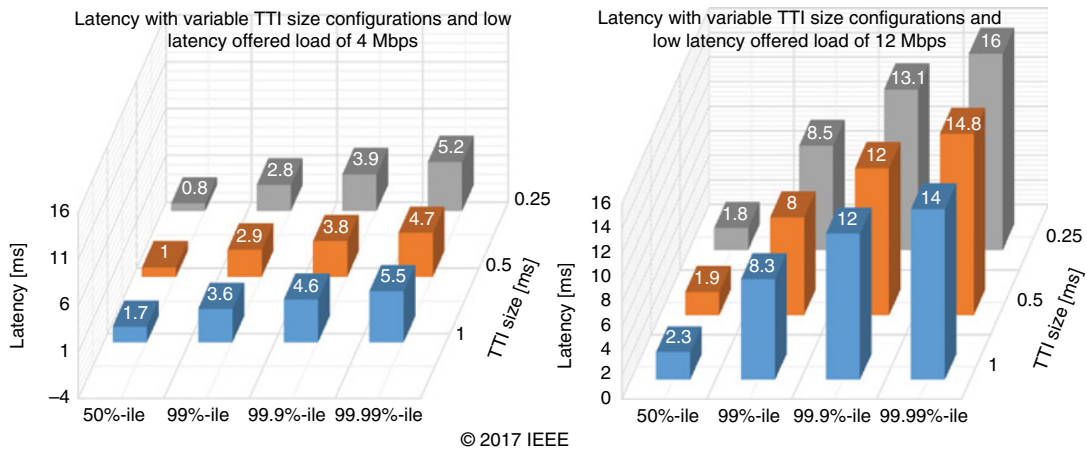 Latency with variable TTI size configurations and low
latency offered load of 4 Mbps
0.8
2.8
3.9
5.2
1
2.9
3.8
4.7
1.7
3.6
4.6
5.5
16
11
6
1
–4
Latency [ms]
50%-ile
99%-ile
99.9%-ile
99.99%-ile
0.25
0.5
1
TTI size [ms]
Latency with variable TTI size configurations and
low latency offered load of 12 Mbps
1.8
8.5
13.1
16
1.9
8
12
14.8
2.3
8.3
12
14
16
14
12
10
8
6
4
2
0
Latency [ms]
50%-ile
99%-ile
99.9%-ile
99.99%-ile
0.25
0.5
1
TTI size [ms]
© 2017 IEEE